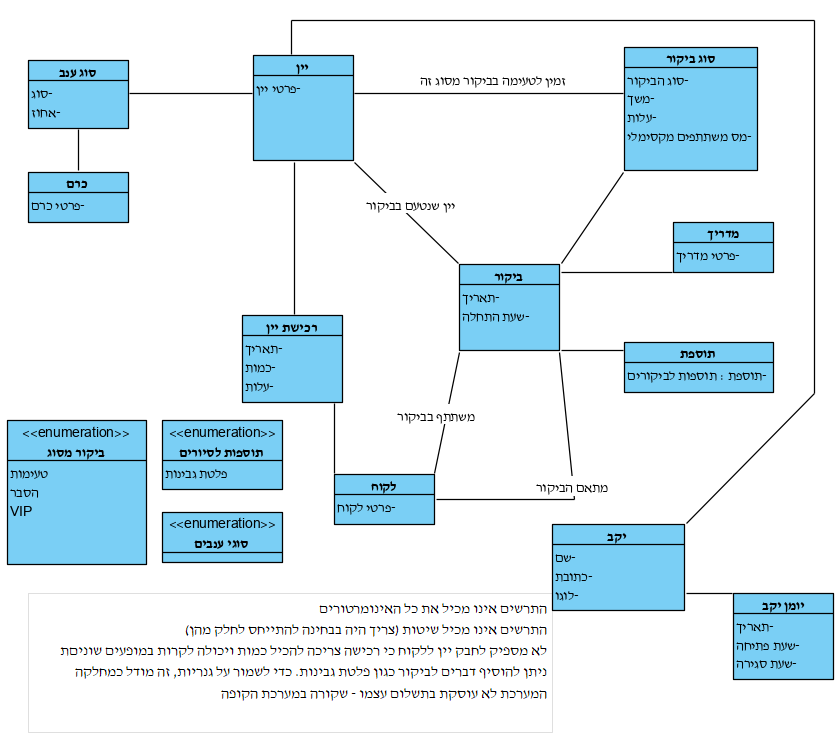 סוג ענב
-סוג
-אחוז
כרם
-פרטי כרם
יין
-פרטי יין
זמין לטעימה בביקור מסוג זה
סוג ביקור
-סוג הביקור
-משך
-עלות
-מס משתתפים מקסימלי
יין שנטעם בביקור
מדריך
-פרטי מדריך
ביקור
-תאריך
-שעת התחלה
רכישת יין
-תאריך
-כמות
-עלות
תוספת
-תוספת : תוספות לביקורים
משתתף בביקור
<<enumeration>>
ביקור מסוג
טעימות
הסבר
VIP
<<enumeration>>
תוספות לסיורים
פלטת גבינות
<<enumeration>>
סוגי ענבים
לקוח
-פרטי לקוח
מתאם הביקור
יקב
-שם
-כתובת
-לוגו
יומן יקב
-תאריך
-שעת פתיחה
-שעת סגירה
התרשים אינו מכיל את כל האינומרטורים
התרשים אינו מכיל שיטות (צריך היה בבחינה להתייחס לחלק מהן)
לא מספיק לחבק יין ללקוח כי רכישה צריכה להכיל כמות ויכולה לקרות במופעים שונים​ת
ניתן להוסיף דברים לביקור כגון פלטת גבינות. כדי לשמור על גנריות, זה מודל כמחלקה
המערכת לא עוסקת בתשלום עצמו - שקורה במערכת הקופה